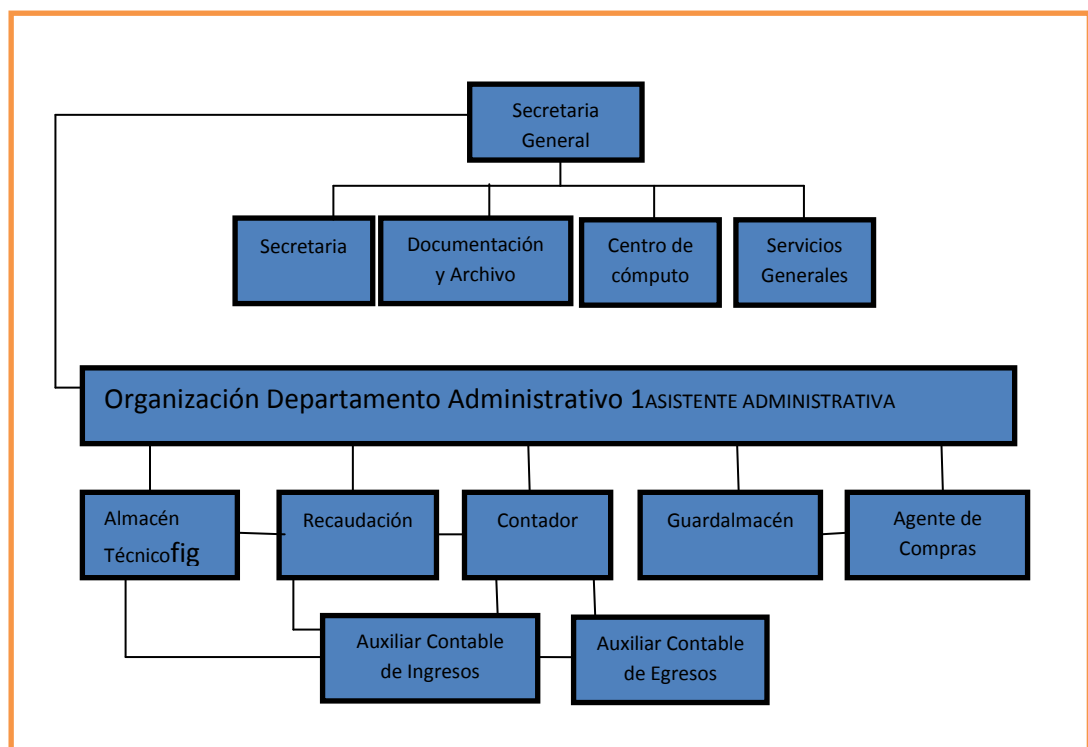 Secretaria
General
Secretaria
Documentación
y Archivo
Centro de
cómputo
Servicios
Generales
Organización Departamento Administrativo 1ASISTENTE ADMINISTRATIVA
Almacén
Técnicofig
Recaudación
Contador
Guardalmacén
Agente de
Compras
Auxiliar Contable
de Ingresos
Auxiliar Contable
de Egresos